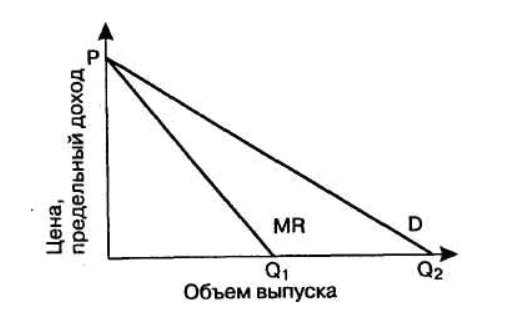 P
Цена,
предельный доход
MR
D
Q₁
Q₂
Объем выпуска